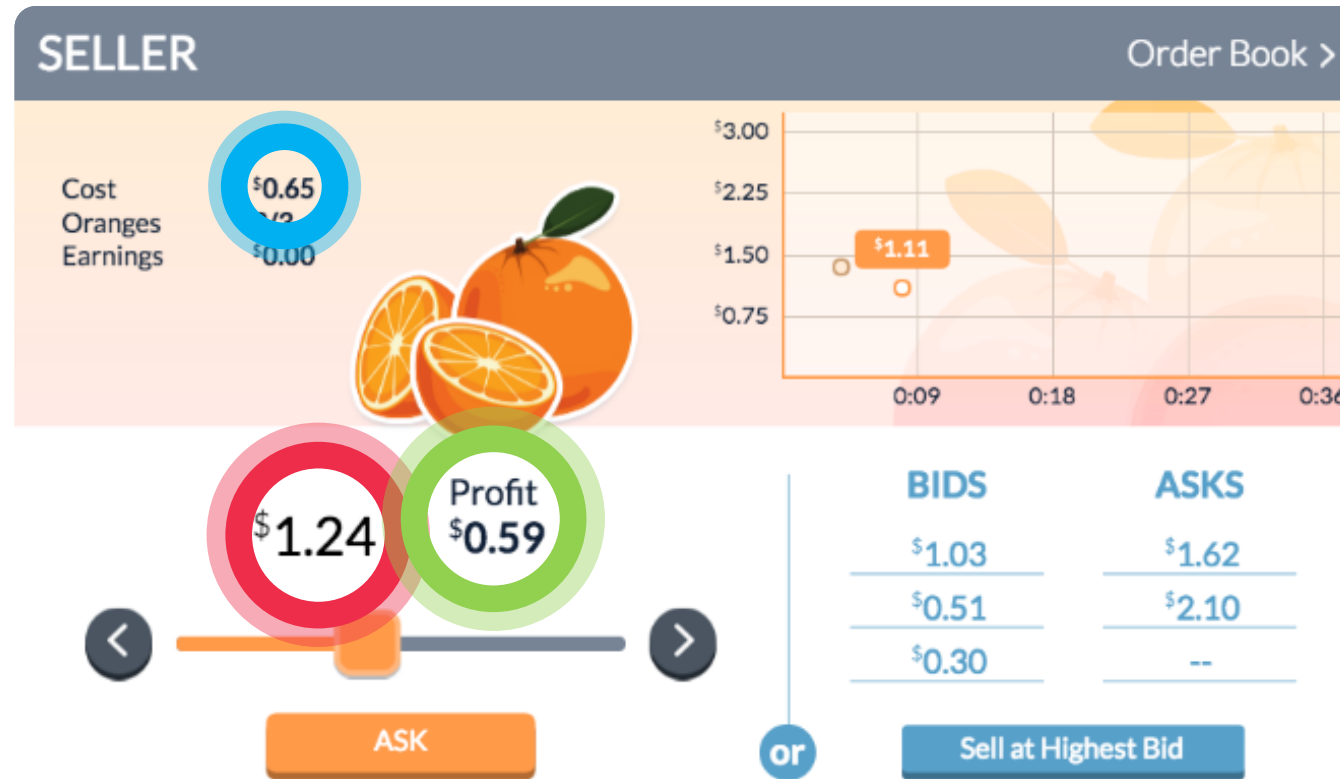 SELLER
Order Book >
Cost $0.65
Oranges
Earnings $0.00
$3.00
$2.25
$1.50
$0.75
$1.11
0:09 0:18 0:27
Profit
$1.24 $0.59
ASK
BIDS ASKS
$1.03 $1.62
$0.51 $2.10
$0.30 --
or
Sell at Highest Bid